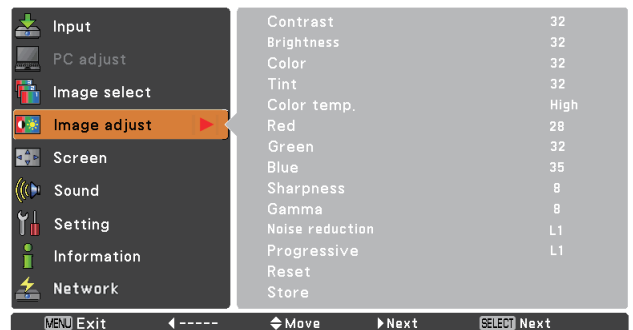 Input
PC adjust
Image select
Image adjust
Screen
Sound
Setting
Information
Network
Contrast 32
Brightness 32
Color 32
Tint 32
Color temp. High
Red 28
Green 32
Blue 35
Sharpness 8
Gamma 8
Noise reduction L1
Progressive L1
Reset
Store
MENU Exit ----- Move Next SELECT Next